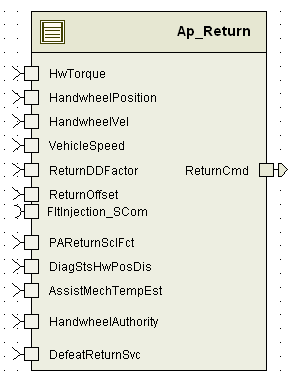 Ap_Return
HwTorque
HandwheelPosition
HandwheelVel
VehicleSpeed
ReturnDDFactor ReturnCmd
ReturnOffset
FltInjection_SCom
PAReturnSclFct
DiagStsHwPosDis
AssistMechTempEst
HandwheelAuthority
DefeatReturnSvc